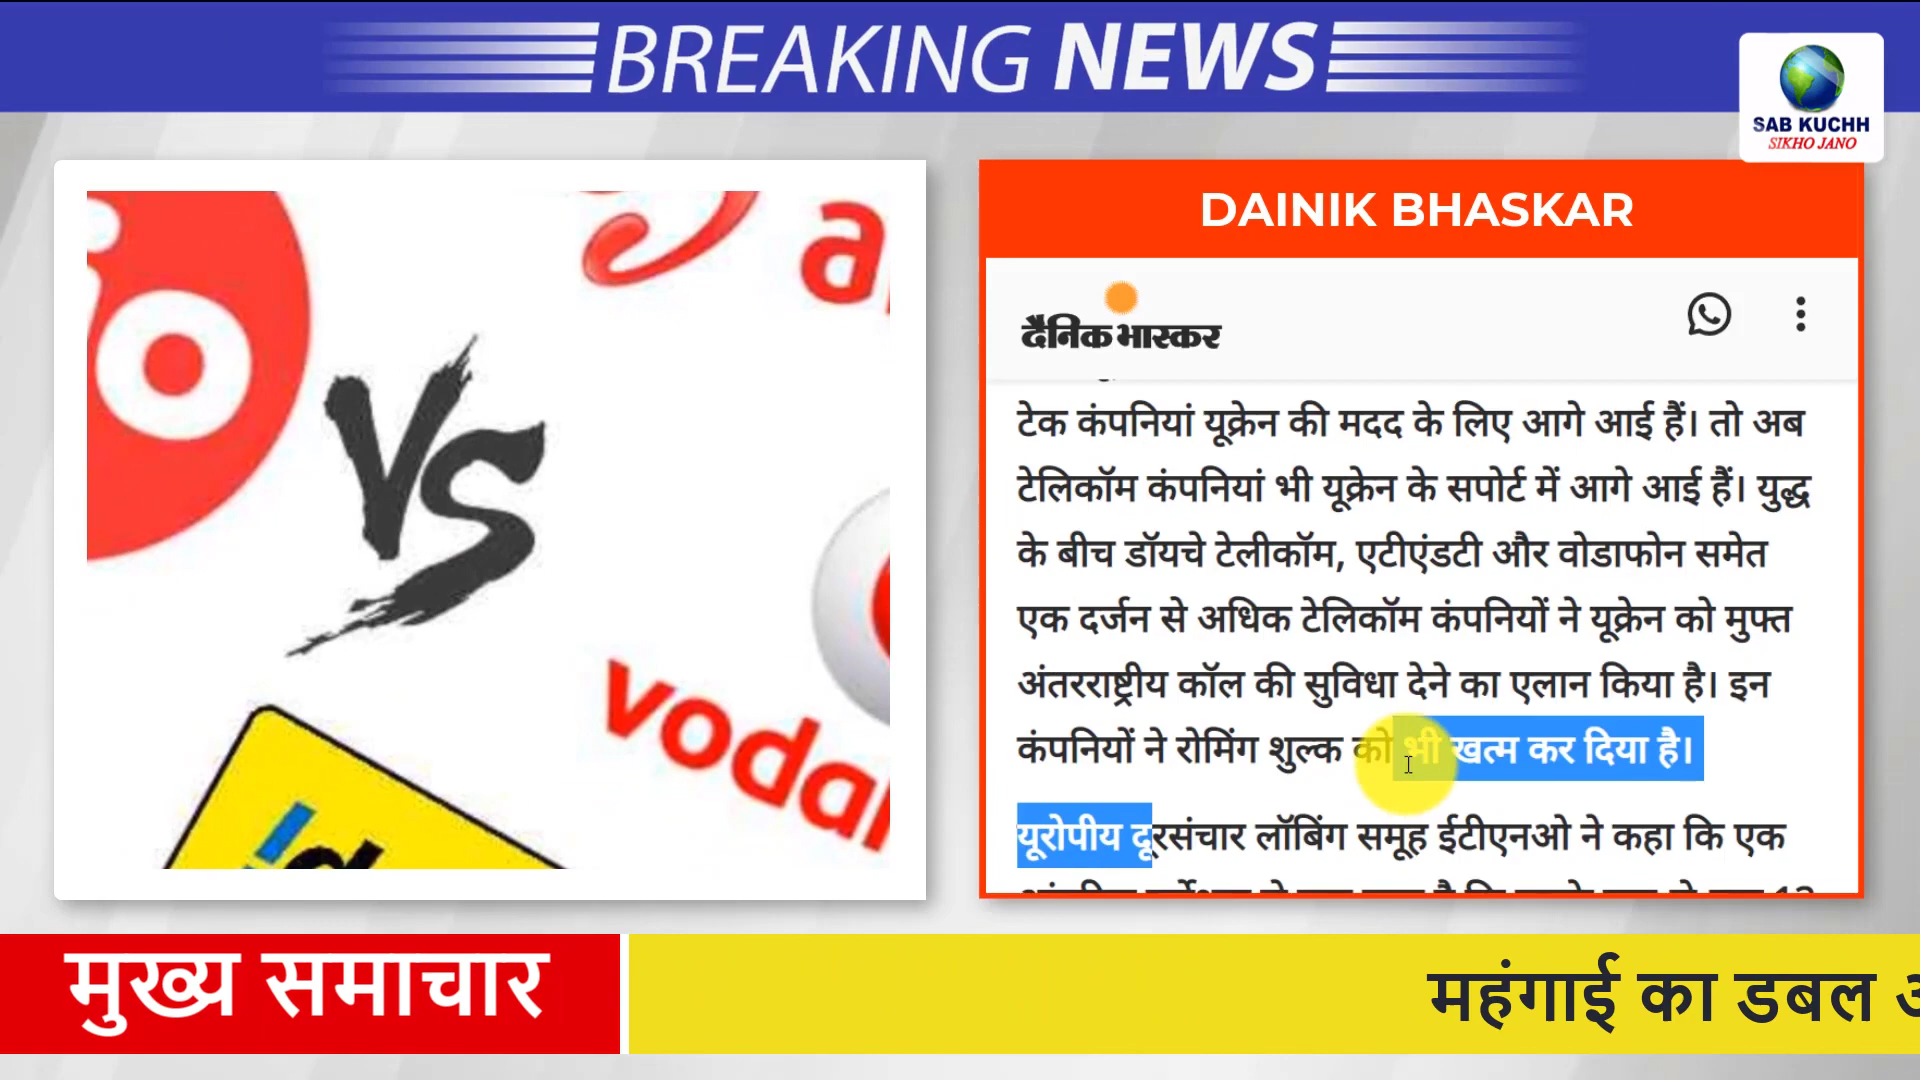 BREAKING NEWS
SAB KUCHH
SIKHO JANO
DAINIK BHASKAR
दैनिक भास्कर
टेक कंपनियां यूक्रेन की मदद के लिए आगे आई हैं। तो अब
टेलिकॉम कंपनियां भी यूक्रेन के सपोर्ट में आगे आई हैं। युद्ध
के बीच डॉयचे टेलीकॉम, एटीएंडटी और वोडाफोन समेत
एक दर्जन से अधिक टेलिकॉम कंपनियों ने यूक्रेन को मुफ्त
अंतरराष्ट्रीय कॉल की सुविधा देने का एलान किया है। इन
कंपनियों ने रोमिंग शुल्क को भी खत्म कर दिया है।
यूरोपीय दूरसंचार लॉबिंग समूह ईटीएनओ ने कहा कि एक
VS
voda
मुख्य समाचार
महंगाई का डबल